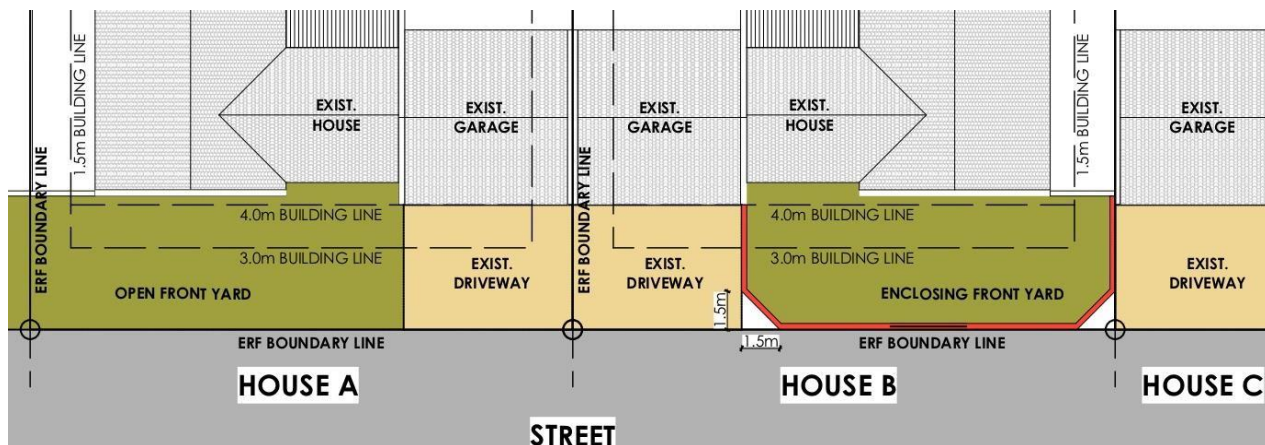 1.5m BUILDING LINE
ERF BOUNDARY LINE
EXIST.
HOUSE
EXIST.
GARAGE
ERF BOUNDARY LINE
EXIST.
GARAGE
EXIST.
HOUSE
1.5m BUILDING LINE
EXIST.
GARAGE
4.0m BUILDING LINE
3.0m BUILDING LINE
OPEN FRONT YARD
EXIST.
DRIVEWAY
EXIST.
DRIVEWAY
4.0m BUILDING LINE
3.0m BUILDING LINE
ENCLOSING FRONT YARD
EXIST.
DRIVEWAY
1.5m
1.5m
ERF BOUNDARY LINE
ERF BOUNDARY LINE
HOUSE A
HOUSE B
HOUSE C
STREET